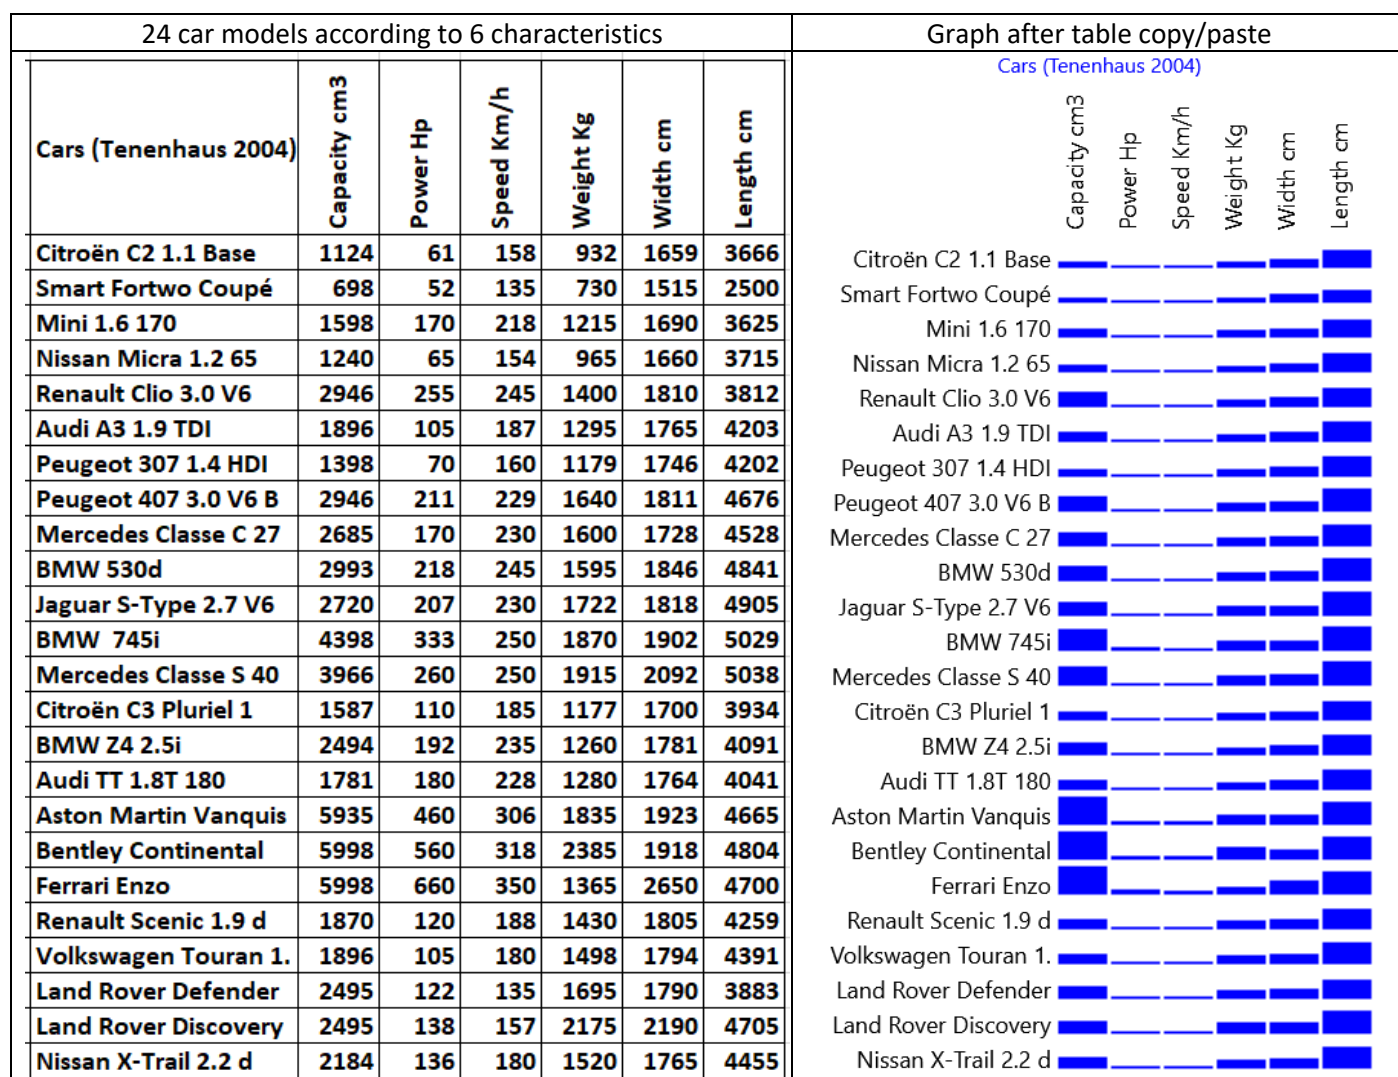 24 car models according to 6 characteristics
Graph after table copy/paste
Cars (Tenenhaus 2004)
Capacity cm3
Power Hp
Speed Km/h
Weight Kg
Width cm
Length cm
Citroën C2 1.1 Base 1124 61 158 932 1659 3666
Smart Fortwo Coupé 698 52 135 730 1515 2500
Mini 1.6 170 1598 170 218 1215 1690 3625
Nissan Micra 1.2 65 1240 65 154 965 1660 3715
Renault Clio 3.0 V6 2946 255 245 1400 1810 3812
Audi A3 1.9 TDI 1896 105 187 1295 1765 4203
Peugeot 307 1.4 HDI 1398 70 160 1179 1746 4202
Peugeot 407 3.0 V6 B 2946 211 229 1640 1811 4676
Mercedes Classe C 27 2685 170 230 1600 1728 4528
BMW 530d 2993 218 245 1595 1846 4841
Jaguar S-Type 2.7 V6 2720 207 230 1722 1818 4905
BMW 745i 4398 333 250 1870 1902 5029
Mercedes Classe S 40 3966 260 250 1915 2092 5038
Citroën C3 Pluriel 1 1587 110 185 1177 1700 3934
BMW Z4 2.5i 2494 192 235 1260 1781 4091
Audi TT 1.8T 180 1781 180 228 1280 1764 4041
Aston Martin Vanquis 5935 460 306 1835 1923 4665
Bentley Continental 5998 560 318 2385 1918 4804
Ferrari Enzo 5998 660 350 1365 2650 4700
Renault Scenic 1.9 d 1870 120 188 1430 1805 4259
Volkswagen Touran 1. 1896 105 180 1498 1794 4391
Land Rover Defender 2495 122 135 1695 1790 3883
Land Rover Discovery 2495 138 157 2175 2190 4705
Nissan X-Trail 2.2 d 2184 136 180 1520 1765 4455
Cars (Tenenhaus 2004)
Capacity cm3
Power Hp
Speed Km/h
Weight Kg
Width cm
Length cm
Citroën C2 1.1 Base
Smart Fortwo Coupé
Mini 1.6 170
Nissan Micra 1.2 65
Renault Clio 3.0 V6
Audi A3 1.9 TDI
Peugeot 307 1.4 HDI
Peugeot 407 3.0 V6 B
Mercedes Classe C 27
BMW 530d
Jaguar S-Type 2.7 V6
BMW 745i
Mercedes Classe S 40
Citroën C3 Pluriel 1
BMW Z4 2.5i
Audi TT 1.8T 180
Aston Martin Vanquis
Bentley Continental
Ferrari Enzo
Renault Scenic 1.9 d
Volkswagen Touran 1.
Land Rover Defender
Land Rover Discovery
Nissan X-Trail 2.2 d